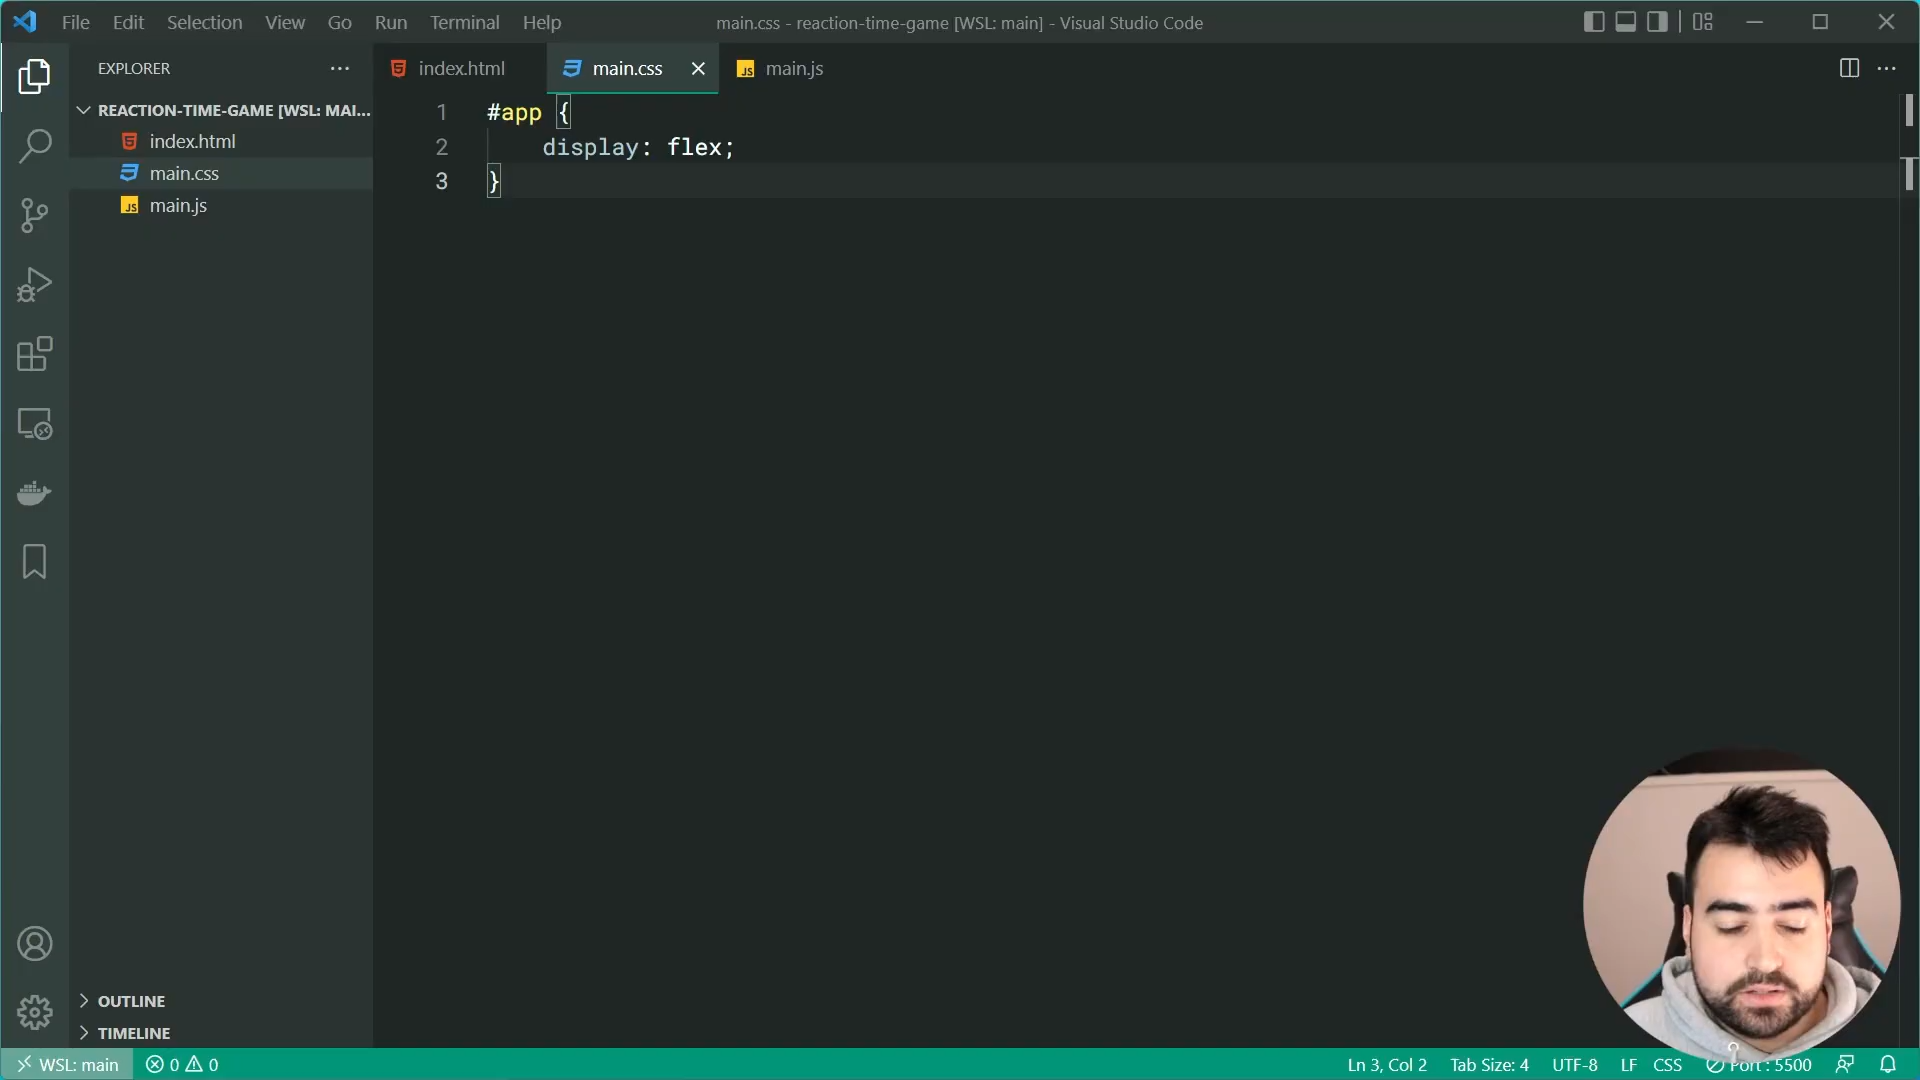 File Edit Selection View Go Run Terminal Help
main.css - reaction-time-game [WSL: main] - Visual Studio Code
EXPLORER
REACTION-TIME-GAME [WSL: MAI...
index.html
main.css
JS main.js
OUTLINE
TIMELINE
index.html
main.css
JS main.js
1 #app {
2 display: flex;
3 }
WSL: main 0 0
Ln 3, Col 2 Tab Size: 4 UTF-8 LF CSS Port : 5500